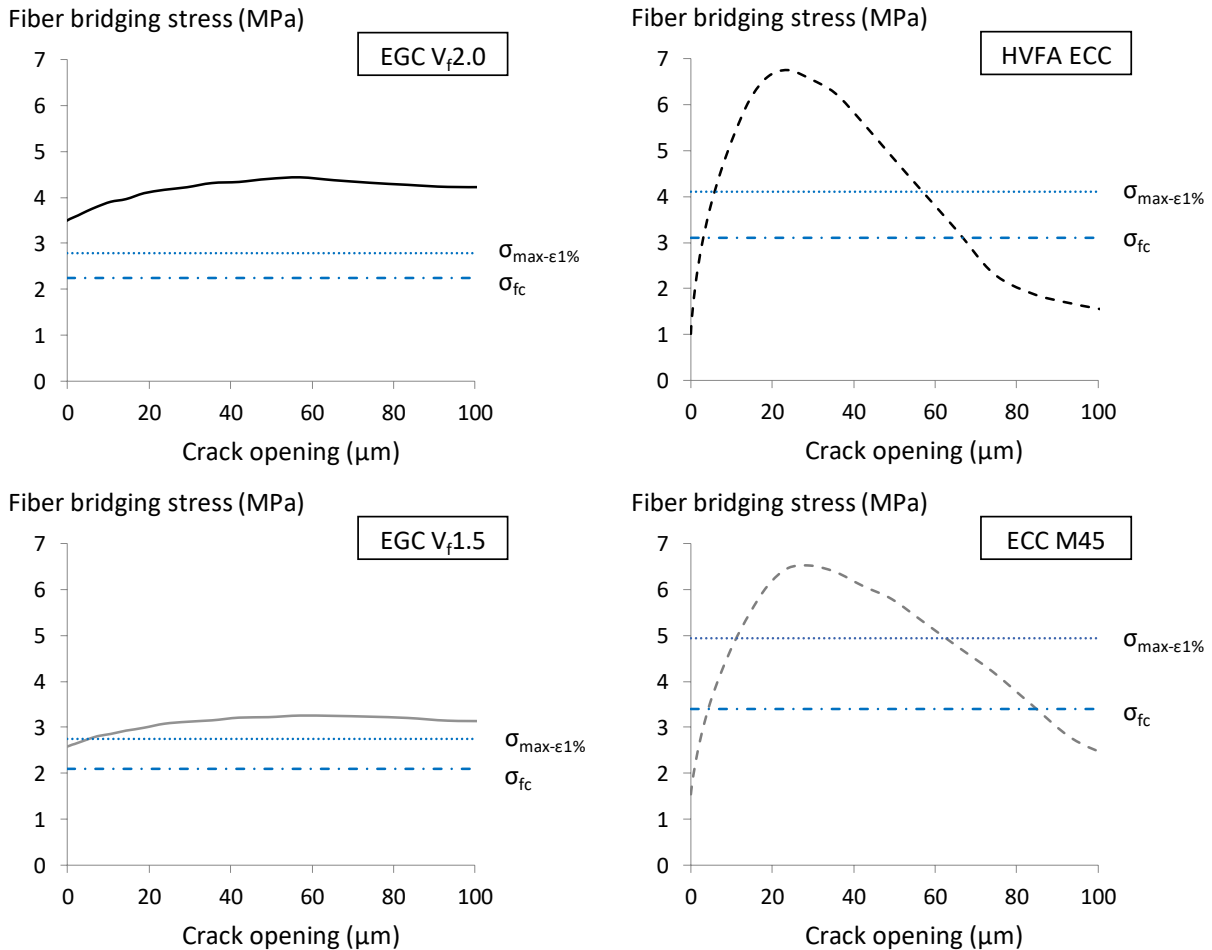 Fiber bridging stress (MPa)
EGC Vf2.0
7
6
5
4
3
2
1
0
σmax-ε1%
σfc
0 20 40 60 80 100
Crack opening (μm)
Fiber bridging stress (MPa)
HVFA ECC
7
6
5
4
3
2
1
0
σmax-ε1%
σfc
0 20 40 60 80 100
Crack opening (μm)
Fiber bridging stress (MPa)
EGC Vf1.5
7
6
5
4
3
2
1
0
σmax-ε1%
σfc
0 20 40 60 80 100
Crack opening (μm)
Fiber bridging stress (MPa)
ECC M45
7
6
5
4
3
2
1
0
σmax-ε1%
σfc
0 20 40 60 80 100
Crack opening (μm)